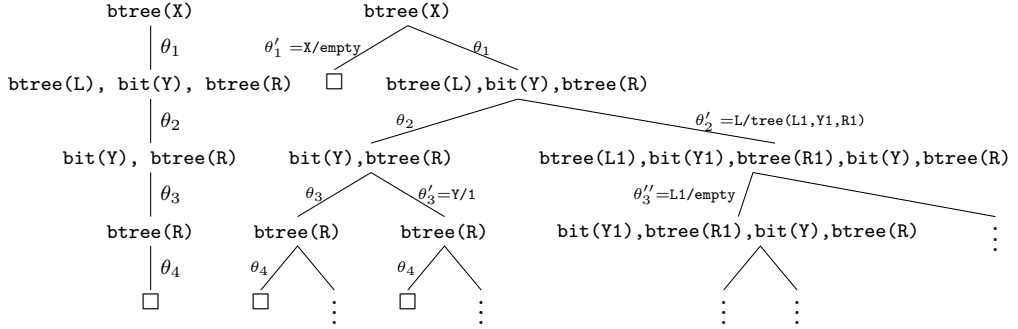 btree(X) btree(X)
θ₁ θ′₁ =X/empty θ₁
btree(L), bit(Y), btree(R) □ btree(L),bit(Y),btree(R)
θ₂ θ₂ θ′₂ =L/tree(L1,Y1,R1)
bit(Y), btree(R) bit(Y),btree(R) btree(L1),bit(Y1),btree(R1),bit(Y),btree(R)
θ₃ θ₃ θ′₃=Y/1 θ″₃=L1/empty
btree(R) btree(R) btree(R) bit(Y1),btree(R1),bit(Y),btree(R) ⋮
θ₄ θ₄ θ₄
□ □ ⋮ □ ⋮ ⋮ ⋮